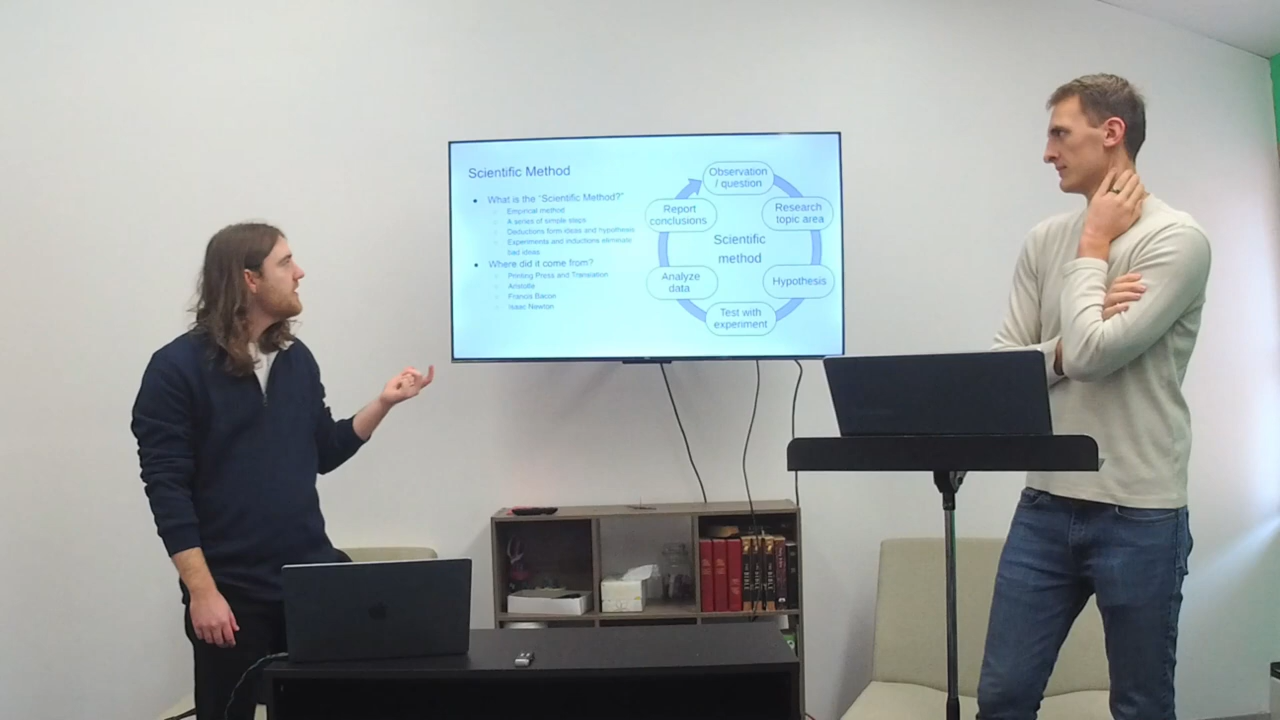 Scientific Method
What is the "Scientific Method?"
Empirical method
A series of simple steps
Deductions form ideas and hypothesis
Experiments and inductions eliminate
bad ideas
Where did it come from?
Printing Press and Translation
Aristotle
Francis Bacon
Isaac Newton
Observation
/ question
Research
topic area
Hypothesis
Test with
experiment
Analyze
data
Report
conclusions
Scientific
method